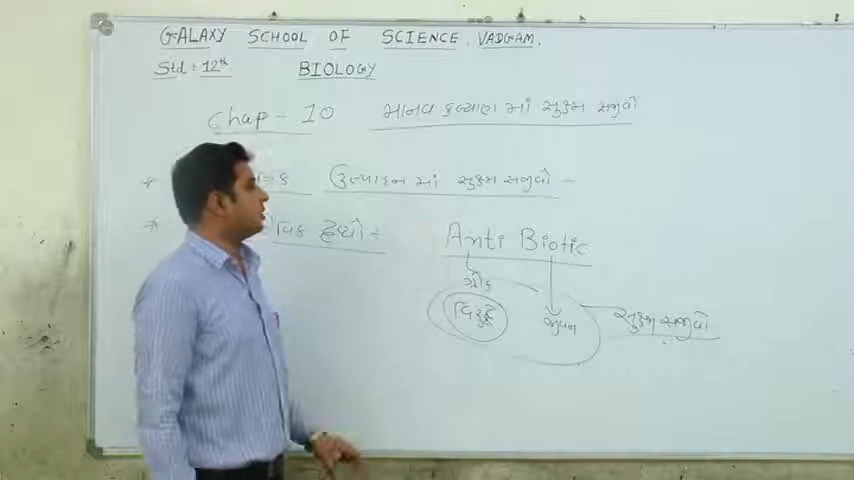 GALAXY SCHOOL OF SCIENCE, VADGAM.
Std : 12th BIOLOGY
Chap - 10 માનવ કલ્યાણ માં સુક્ષ્મ સજીવો
* ઉત્પાદન માં સુક્ષ્મ સજીવો -
* Anti Biotic
ગ્રીક
વિરુદ્ધ જીવન સુક્ષ્મ સજીવો